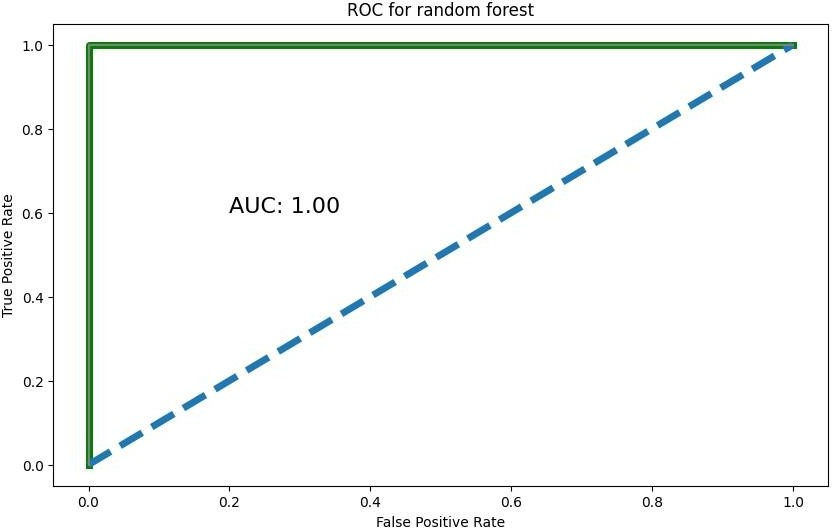 ROC for random forest
1.0
0.8
0.6
0.4
0.2
0.0
True Positive Rate
AUC: 1.00
0.0 0.2 0.4 0.6 0.8 1.0
False Positive Rate